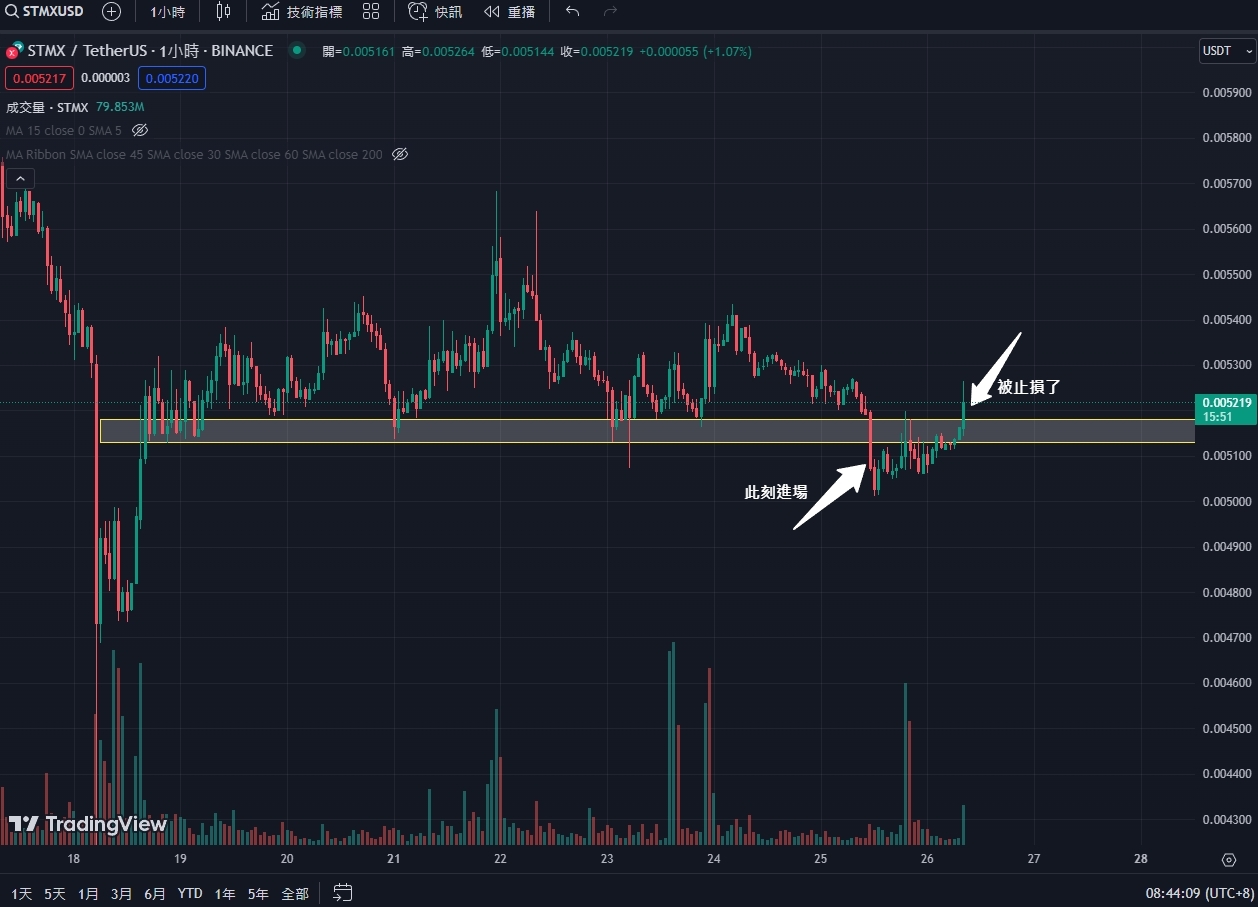 STMXUSD 1小時 技術指標 快訊 重播
STMX / TetherUS · 1小時 · BINANCE 開=0.005161 高=0.005264 低=0.005144 收=0.005219 +0.000055 (+1.07%)
USDT
0.005217 0.000003 0.005220
成交量 · STMX 79.853M
MA 15 close 0 SMA 5
MA Ribbon SMA close 45 SMA close 30 SMA close 60 SMA close 200
0.005900
0.005800
0.005700
0.005600
0.005500
0.005400
0.005300
被止損了
0.005219
15:51
0.005100
此刻進場
0.005000
0.004900
0.004800
0.004700
0.004600
0.004500
0.004400
0.004300
TradingView
18 19 20 21 22 23 24 25 26 27 28
1天 5天 1月 3月 6月 YTD 1年 5年 全部 08:44:09 (UTC+8)